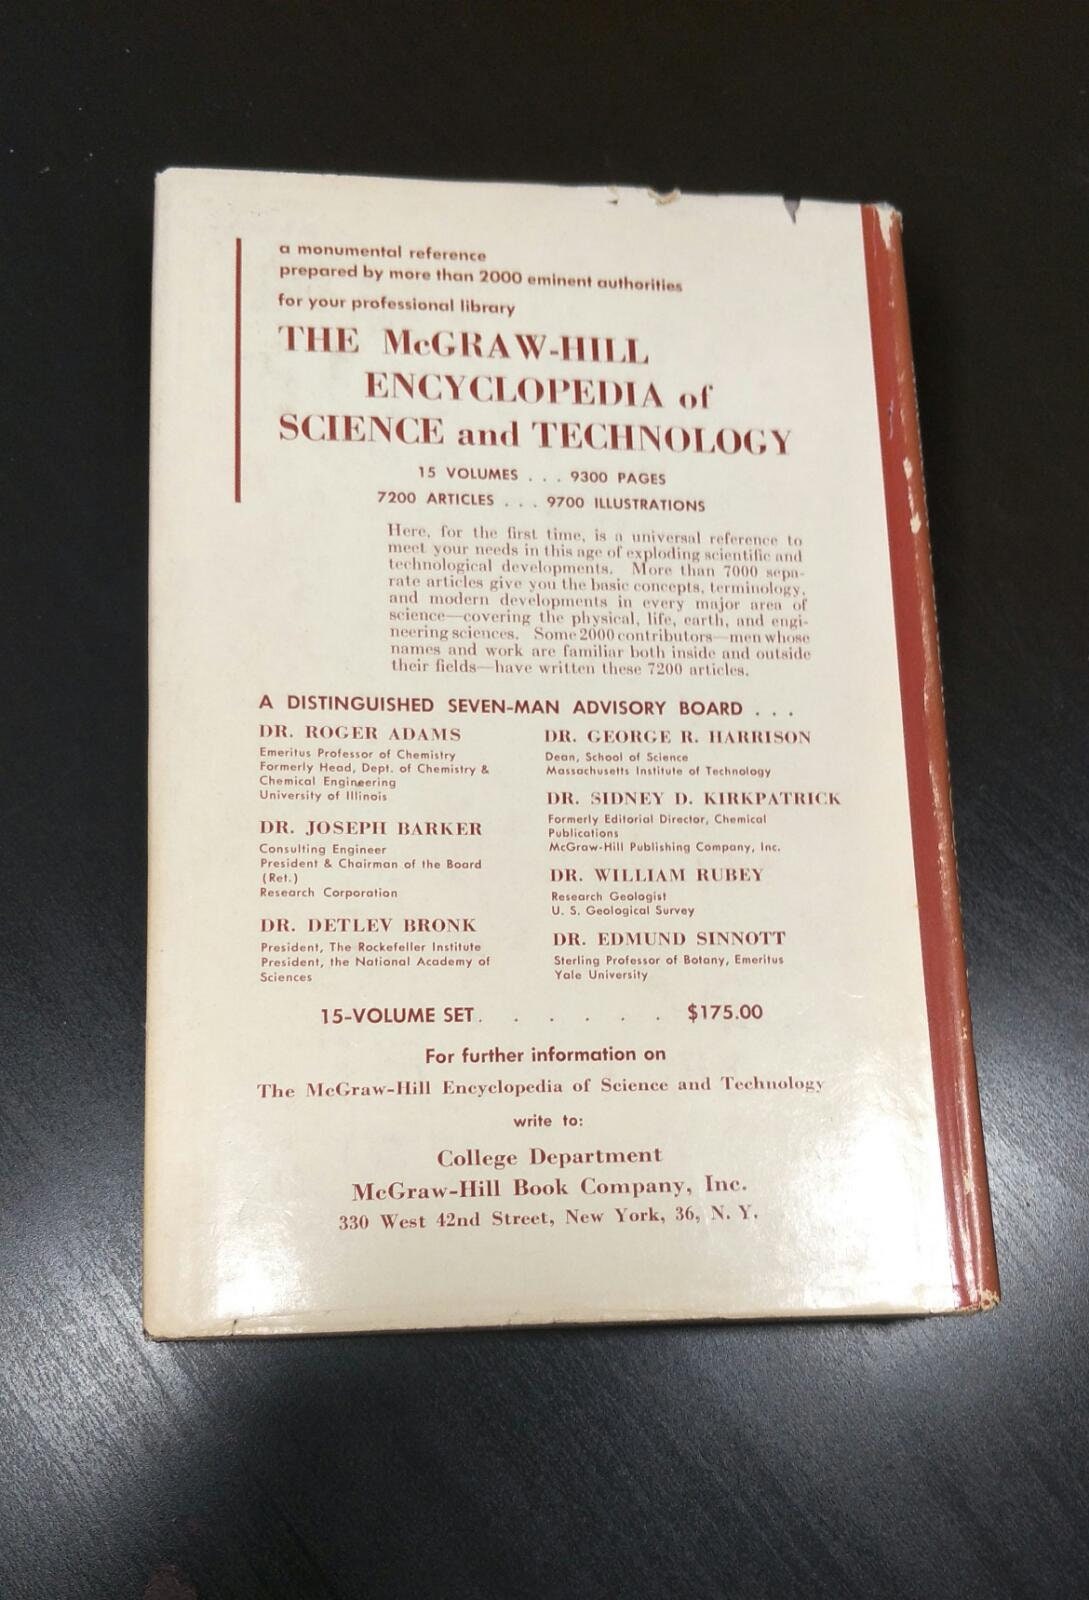 a monumental reference
prepared by more than 2000 eminent authorities
for your professional library
THE McGRAW-HILL
ENCYCLOPEDIA of
SCIENCE and TECHNOLOGY
15 VOLUMES . . . 9300 PAGES
7200 ARTICLES . . . 9700 ILLUSTRATIONS
Here, for the first time, is a universal reference to
meet your needs in this age of exploding scientific and
technological developments. More than 7000 sepa-
rate articles give you the basic concepts, terminology,
and modern developments in every major area of
science—covering the physical, life, earth, and engi-
neering sciences. Some 2000 contributors—men whose
names and work are familiar both inside and outside
their fields—have written these 7200 articles.
A DISTINGUISHED SEVEN-MAN ADVISORY BOARD . . .
DR. ROGER ADAMS
Emeritus Professor of Chemistry
Formerly Head, Dept. of Chemistry &
Chemical Engineering
University of Illinois
DR. JOSEPH BARKER
Consulting Engineer
President & Chairman of the Board
(Ret.)
Research Corporation
DR. DETLEV BRONK
President, The Rockefeller Institute
President, the National Academy of
Sciences
DR. GEORGE R. HARRISON
Dean, School of Science
Massachusetts Institute of Technology
DR. SIDNEY D. KIRKPATRICK
Formerly Editorial Director, Chemical
Publications
McGraw-Hill Publishing Company, Inc.
DR. WILLIAM RUBEY
Research Geologist
U. S. Geological Survey
DR. EDMUND SINNOTT
Sterling Professor of Botany, Emeritus
Yale University
15-VOLUME SET . . . . . . $175.00
For further information on
The McGraw-Hill Encyclopedia of Science and Technology
write to:
College Department
McGraw-Hill Book Company, Inc.
330 West 42nd Street, New York, 36, N. Y.